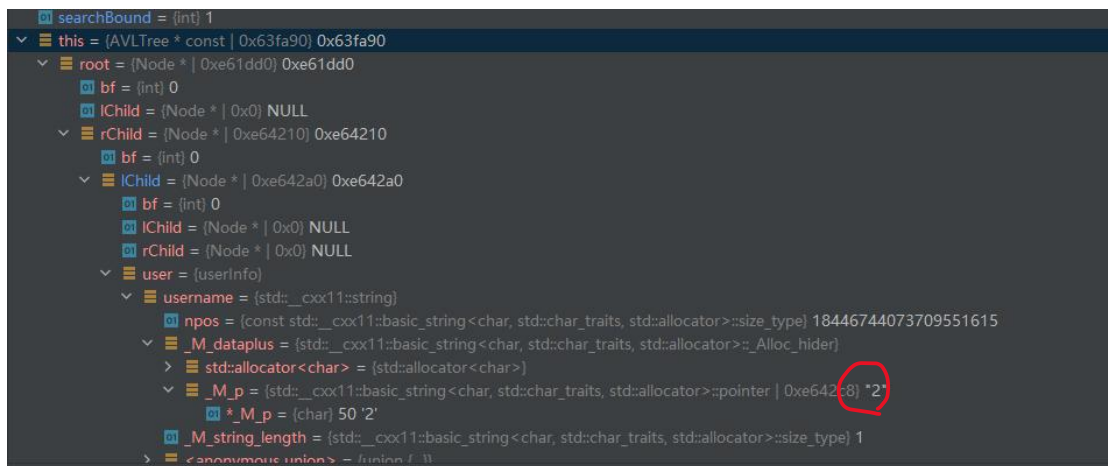 searchBound = {int} 1
this = {AVLTree * const | 0x63fa90} 0x63fa90
root = {Node * | 0xe61dd0} 0xe61dd0
bf = {int} 0
lChild = {Node * | 0x0} NULL
rChild = {Node * | 0xe64210} 0xe64210
bf = {int} 0
lChild = {Node * | 0xe642a0} 0xe642a0
bf = {int} 0
lChild = {Node * | 0x0} NULL
rChild = {Node * | 0x0} NULL
user = {userInfo}
username = {std::__cxx11::string}
npos = {const std::__cxx11::basic_string<char, std::char_traits, std::allocator>::size_type} 18446744073709551615
_M_dataplus = {std::__cxx11::basic_string<char, std::char_traits, std::allocator>::_Alloc_hider}
std::allocator<char> = {std::allocator<char>}
_M_p = {std::__cxx11::basic_string<char, std::char_traits, std::allocator>::pointer | 0xe642c8} "2"
*_M_p = {char} 50 '2'
_M_string_length = {std::__cxx11::basic_string<char, std::char_traits, std::allocator>::size_type} 1
<anonymous union> = {union {...}}